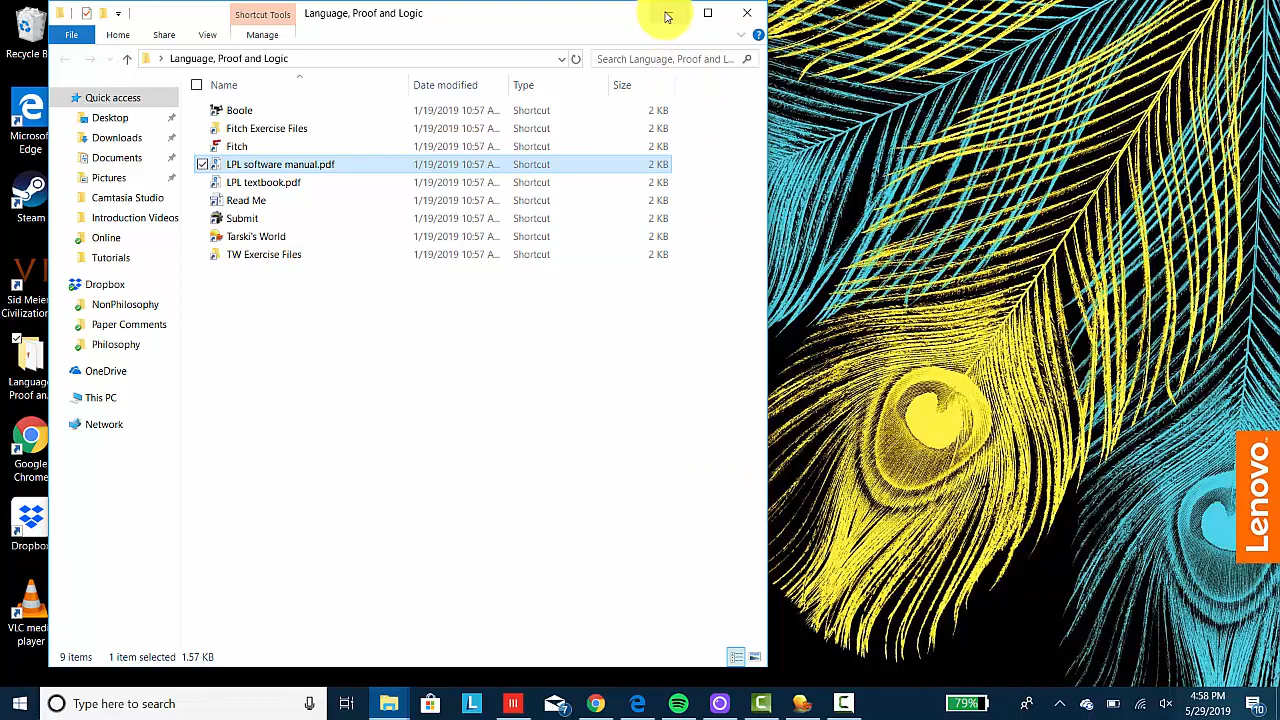 Shortcut Tools
Language, Proof and Logic
File
Home
Share
View
Manage
Language, Proof and Logic
Search Language, Proof and L...
Name
Date modified
Type
Size
Boole 1/19/2019 10:57 A... Shortcut 2 KB
Fitch Exercise Files 1/19/2019 10:57 A... Shortcut 2 KB
Fitch 1/19/2019 10:57 A... Shortcut 2 KB
LPL software manual.pdf 1/19/2019 10:57 A... Shortcut 2 KB
LPL textbook.pdf 1/19/2019 10:57 A... Shortcut 2 KB
Read Me 1/19/2019 10:57 A... Shortcut 2 KB
Submit 1/19/2019 10:57 A... Shortcut 2 KB
Tarski's World 1/19/2019 10:57 A... Shortcut 2 KB
TW Exercise Files 1/19/2019 10:57 A... Shortcut 2 KB
Quick access
Desktop
Downloads
Documents
Pictures
Camtasia Studio
Introduction Videos
Online
Tutorials
Dropbox
NonPhilosophy
Paper Comments
Philosophy
OneDrive
This PC
Network
9 items 1 item selected 1.57 KB
Recycle B
Microsof
Edge
Steam
Sid Meier
Civilizatio
Language
Proof an.
Google
Chrome
Dropbox
VLC medi
player
Lenovo
Type here to search
7
79%
4:58 PM
5/29/2019
10